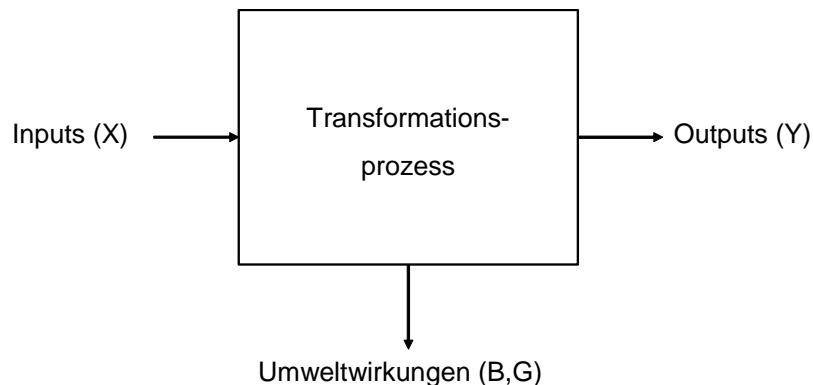 Inputs (X)
Transformations-
prozess
Outputs (Y)
Umweltwirkungen (B,G)